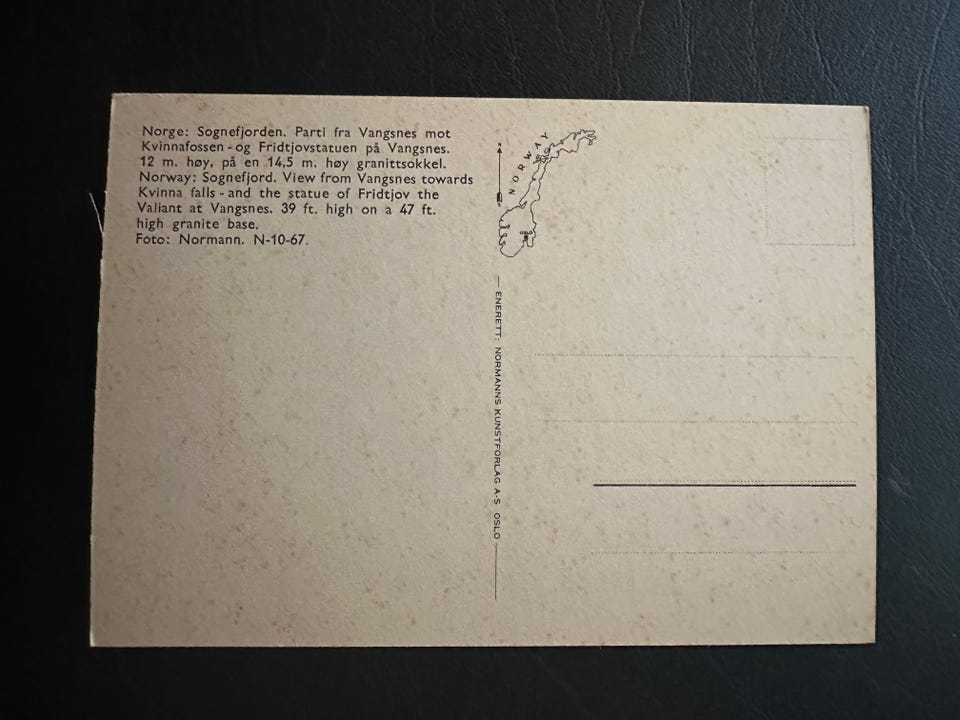 Norge: Sognefjorden. Parti fra Vangsnes mot
Kvinnafossen - og Fridtjovstatuen på Vangsnes.
12 m. høy, på en 14,5 m. høy granittsokkel.
Norway: Sognefjord. View from Vangsnes towards
Kvinna falls - and the statue of Fridtjov the
Valiant at Vangsnes. 39 ft. high on a 47 ft.
high granite base.
Foto: Normann. N-10-67.
NORWAY
ENERETT: NORMANNS KUNSTFORLAG A-S OSLO